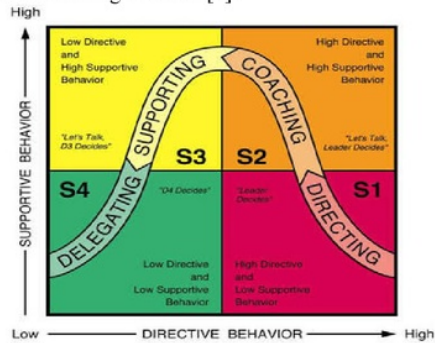 High
SUPPORTIVE BEHAVIOR
Low Directive
and
High Supportive
Behavior
"Let's Talk,
D3 Decides"
SUPPORTING
S3
High Directive
and
High Supportive
Behavior
"Let's Talk,
Leader Decides"
COACHING
S2
S4
"D4 Decides"
DELEGATING
Low Directive
and
Low Supportive
Behavior
"Leader
Decides"
S1
DIRECTING
High Directive
and
Low Supportive
Behavior
Low
DIRECTIVE BEHAVIOR
High